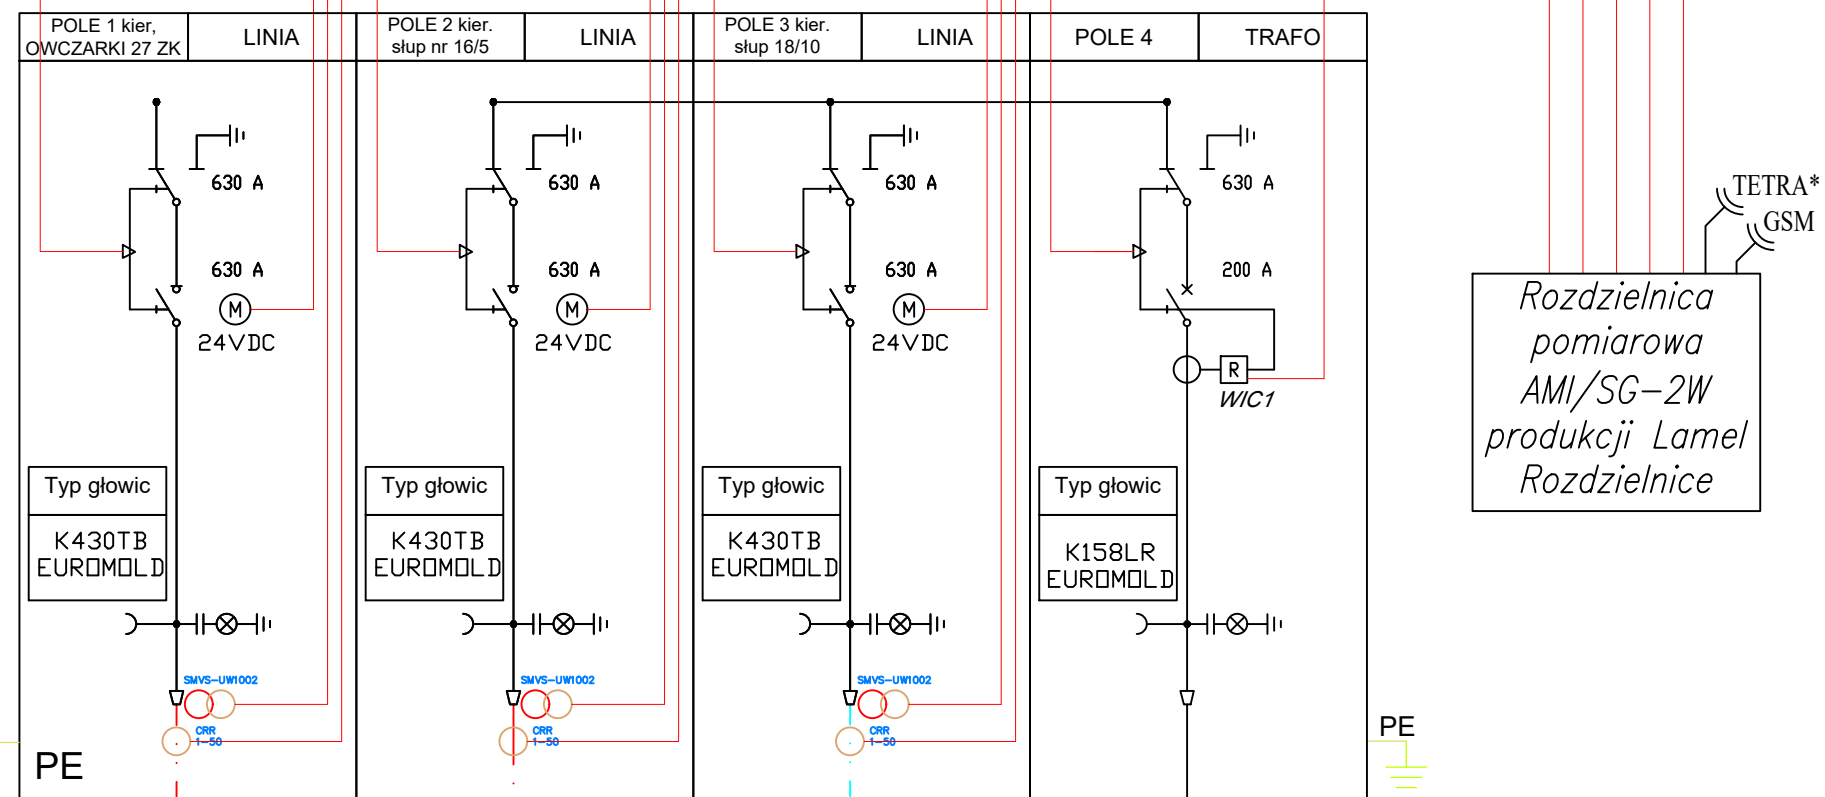 POLE 1 kier,
OWCZARKI 27 ZK
LINIA
POLE 2 kier.
słup nr 16/5
LINIA
POLE 3 kier.
słup 18/10
LINIA
POLE 4
TRAFO
630 A
630 A
630 A
630 A
630 A
630 A
630 A
200 A
M
24VDC
M
24VDC
M
24VDC
R
WIC1
Typ głowic
K430TB
EUROMOLD
Typ głowic
K430TB
EUROMOLD
Typ głowic
K430TB
EUROMOLD
Typ głowic
K158LR
EUROMOLD
SMVS-UW1002
CRR
1-50
SMVS-UW1002
CRR
1-50
SMVS-UW1002
CRR
1-50
PE
PE
TETRA*
GSM
Rozdzielnica
pomiarowa
AMI/SG-2W
produkcji Lamel
Rozdzielnice